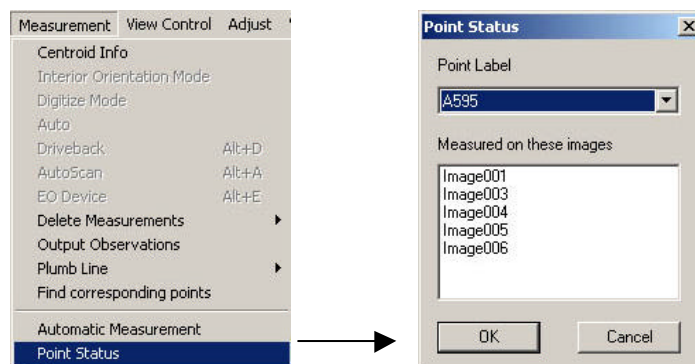 Measurement View Control Adjust
Centroid Info
Interior Orientation Mode
Digitize Mode
Auto
Driveback Alt+D
AutoScan Alt+A
EO Device Alt+E
Delete Measurements
Output Observations
Plumb Line
Find corresponding points
Automatic Measurement
Point Status
Point Status
Point Label
A595
Measured on these images
Image001
Image003
Image004
Image005
Image006
OK Cancel